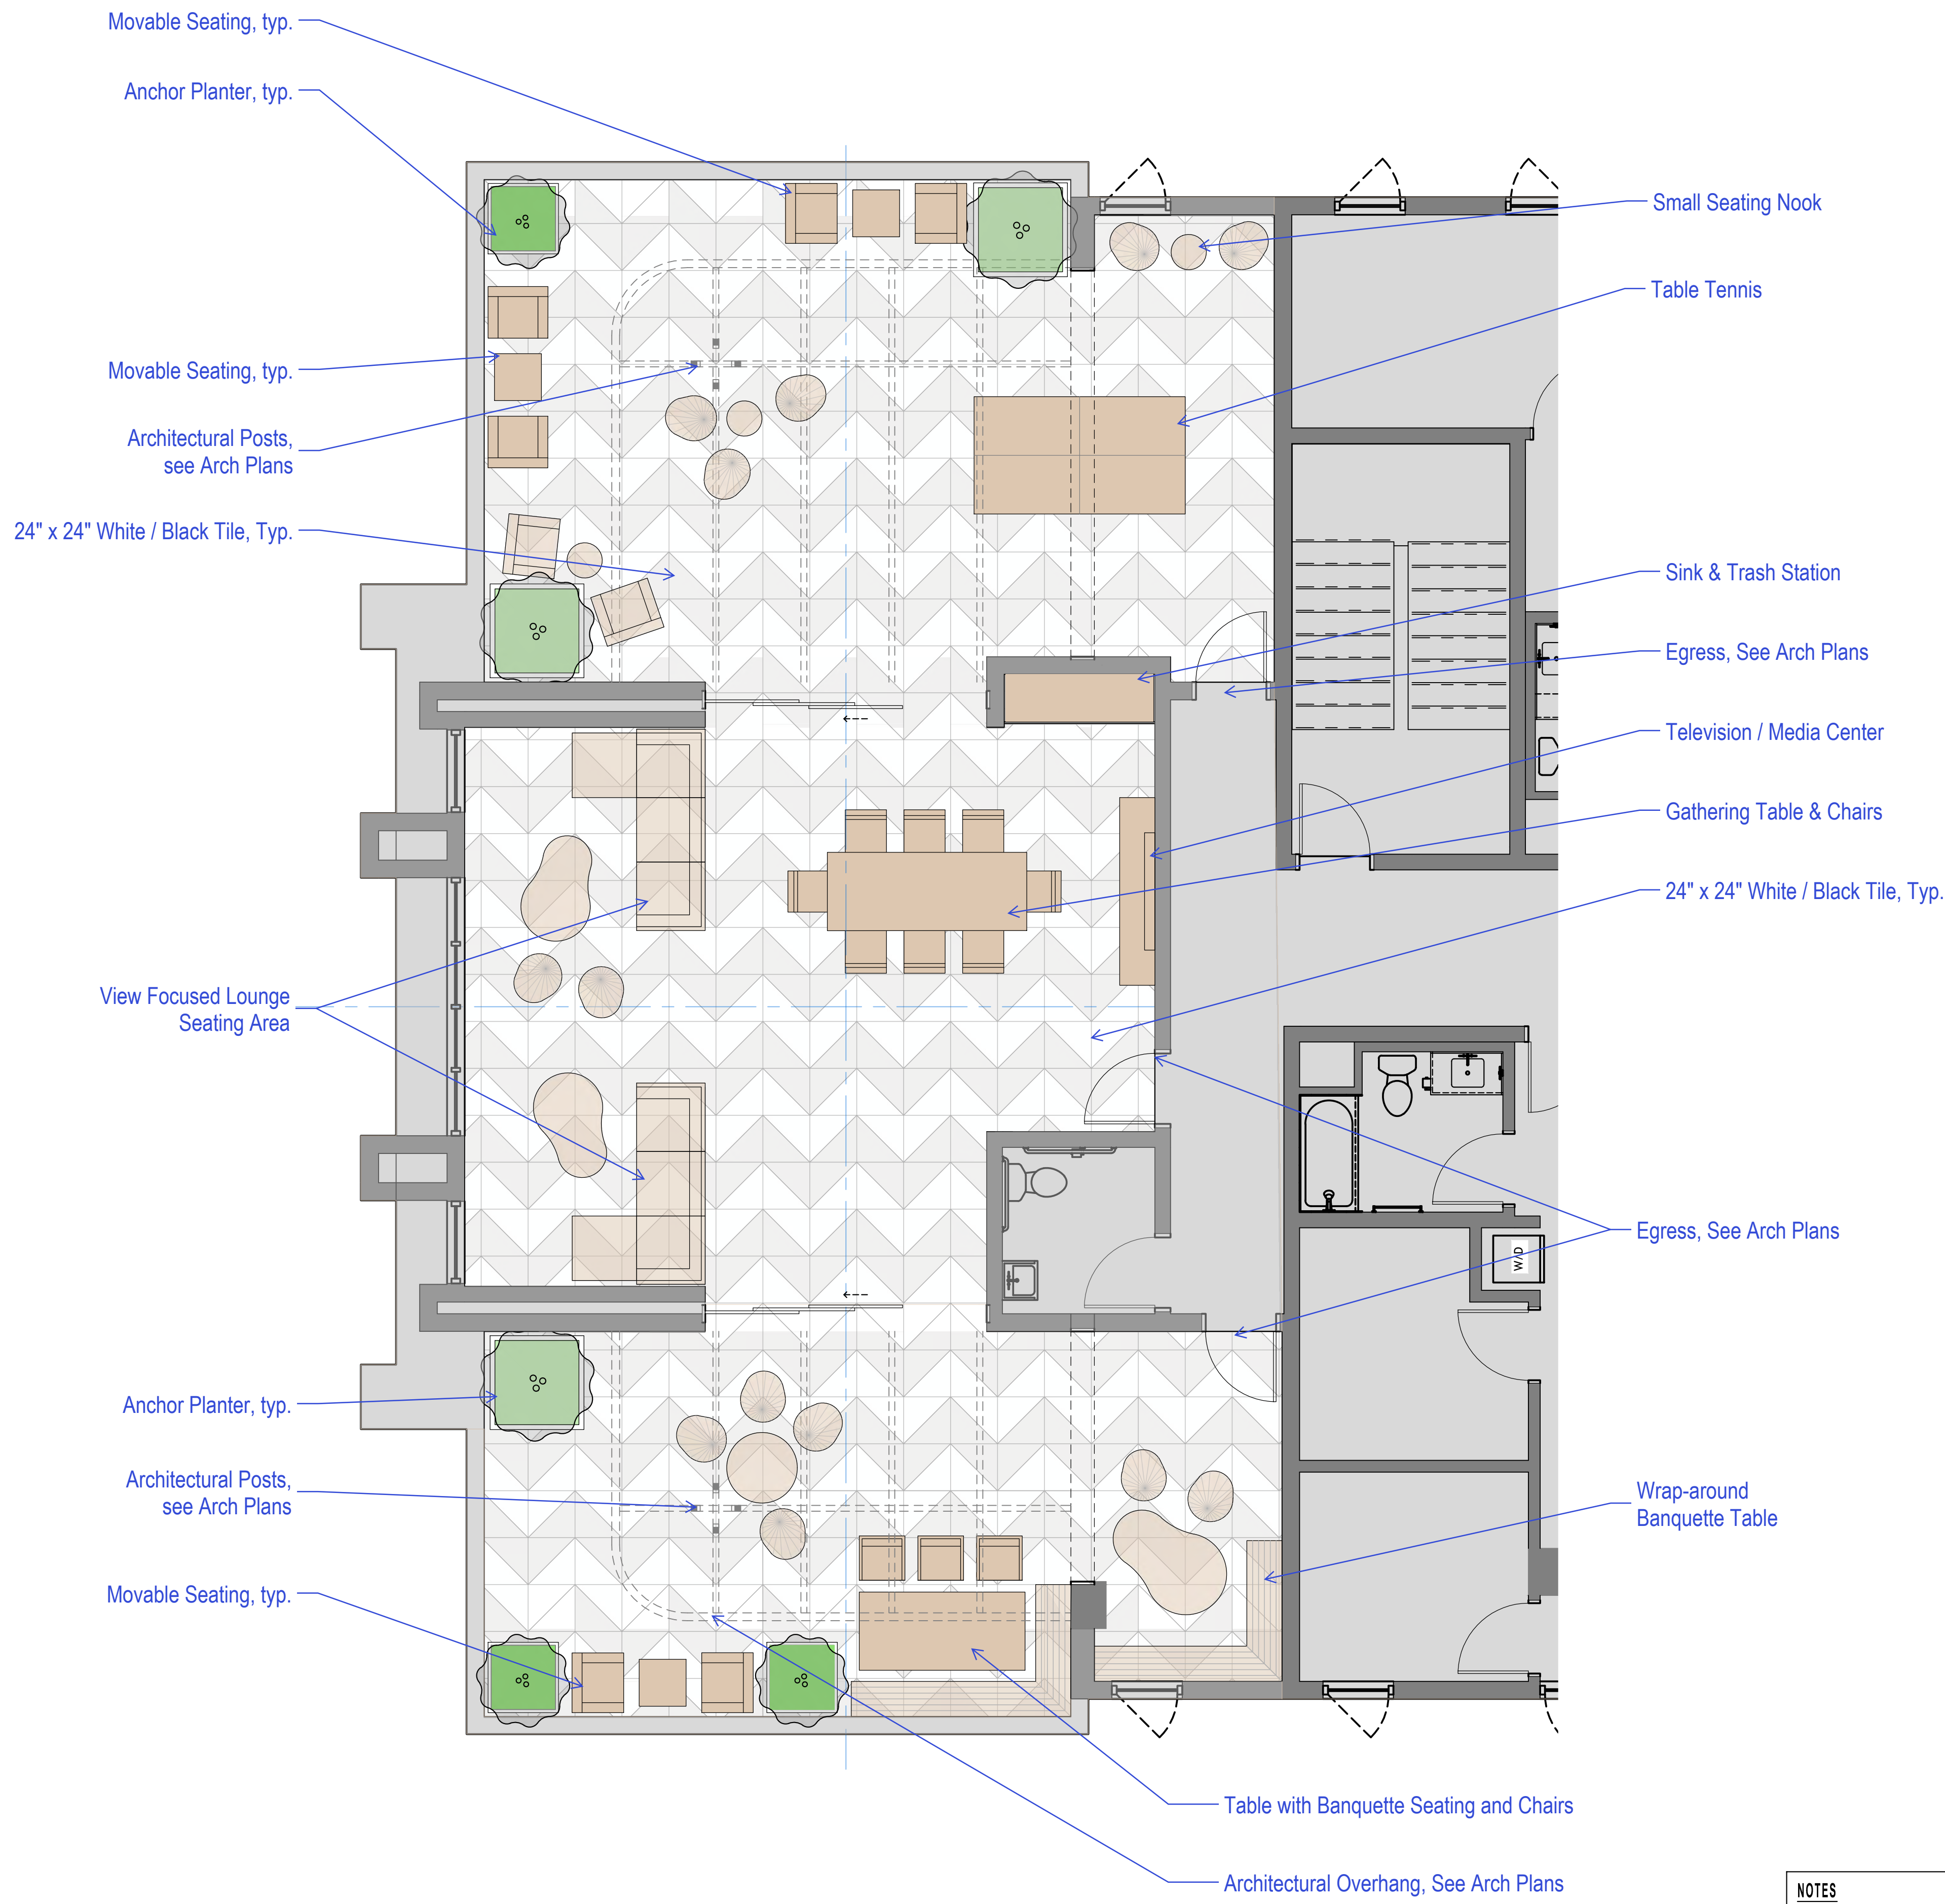 Movable Seating, typ.
Anchor Planter, typ.
Movable Seating, typ.
Architectural Posts,
see Arch Plans
24" x 24" White / Black Tile, Typ.
View Focused Lounge
Seating Area
Anchor Planter, typ.
Architectural Posts,
see Arch Plans
Movable Seating, typ.
Small Seating Nook
Table Tennis
Sink & Trash Station
Egress, See Arch Plans
Television / Media Center
Gathering Table & Chairs
24" x 24" White / Black Tile, Typ.
Egress, See Arch Plans
W/D
Wrap-around
Banquette Table
Table with Banquette Seating and Chairs
Architectural Overhang, See Arch Plans
NOTES